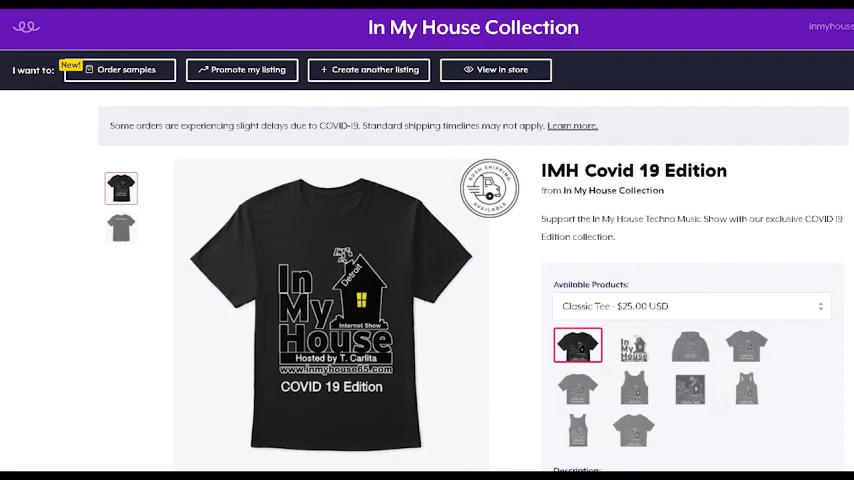 In My House Collection
inmyhouse
I want to:
New!
Order samples
Promote my listing
+ Create another listing
View in store
Some orders are experiencing slight delays due to COVID-19. Standard shipping timelines may not apply. Learn more.
RUSH SHIPPING
AVAILABLE
IMH Covid 19 Edition
from In My House Collection
Support the In My House Techno Music Show with our exclusive COVID 19
Edition collection.
Available Products:
Classic Tee - $25.00 USD
Detroit
In
My
House
Internet Show
Hosted by T. Carlita
www.inmyhouse65.com
COVID 19 Edition
In
My
House
Description: